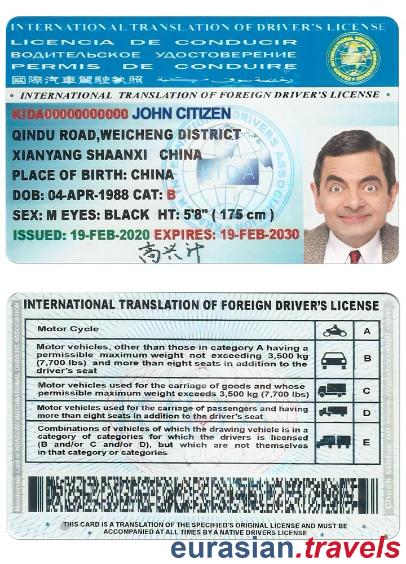 INTERNATIONAL TRANSLATION OF DRIVER'S LICENSE
LICENCIA DE CONDUCIR
ВОДИТЕЛЬСКОЕ УДОСТОВЕРЕНИЕ
PERMIS DE CONDUIRE
國際汽車駕駛執照
INTERNATIONAL TRANSLATION OF FOREIGN DRIVER'S LICENSE
KIDA00000000000 JOHN CITIZEN
QINDU ROAD,WEICHENG DISTRICT
XIANYANG SHAANXI CHINA
PLACE OF BIRTH: CHINA
DOB: 04-APR-1988 CAT: B
SEX: M EYES: BLACK HT: 5'8" ( 175 cm )
ISSUED: 19-FEB-2020 EXPIRES: 19-FEB-2030
INTERNATIONAL TRANSLATION OF FOREIGN DRIVER'S LICENSE
Motor Cycle A
Motor vehicles, other than those in category A having a
permissible maximum weight not exceeding 3,500 kg B
(7,700 lbs) and more than eight seats in addition to the
driver's seat
Motor vehicles used for the carriage of goods and whose C
permissible maximum weight exceeds 3,500 kg (7,700 lbs)
Motor vehicles used for the carriage of passengers and having D
more than eight seats in addition to driver's seat
Combinations of vehicles of which the drawing vehicle is in a
category of categories for which the drivers is licensed E
(B and/or C and/or D), but which are not themselves
in that category or categories
THIS CARD IS A TRANSLATION OF THE SPECIFIED'S ORIGINAL LICENSE AND MUST BE
ACCOMPANIED AT ALL TIMES BY A NATIVE DRIVERS LICENSE
eurasian.travels